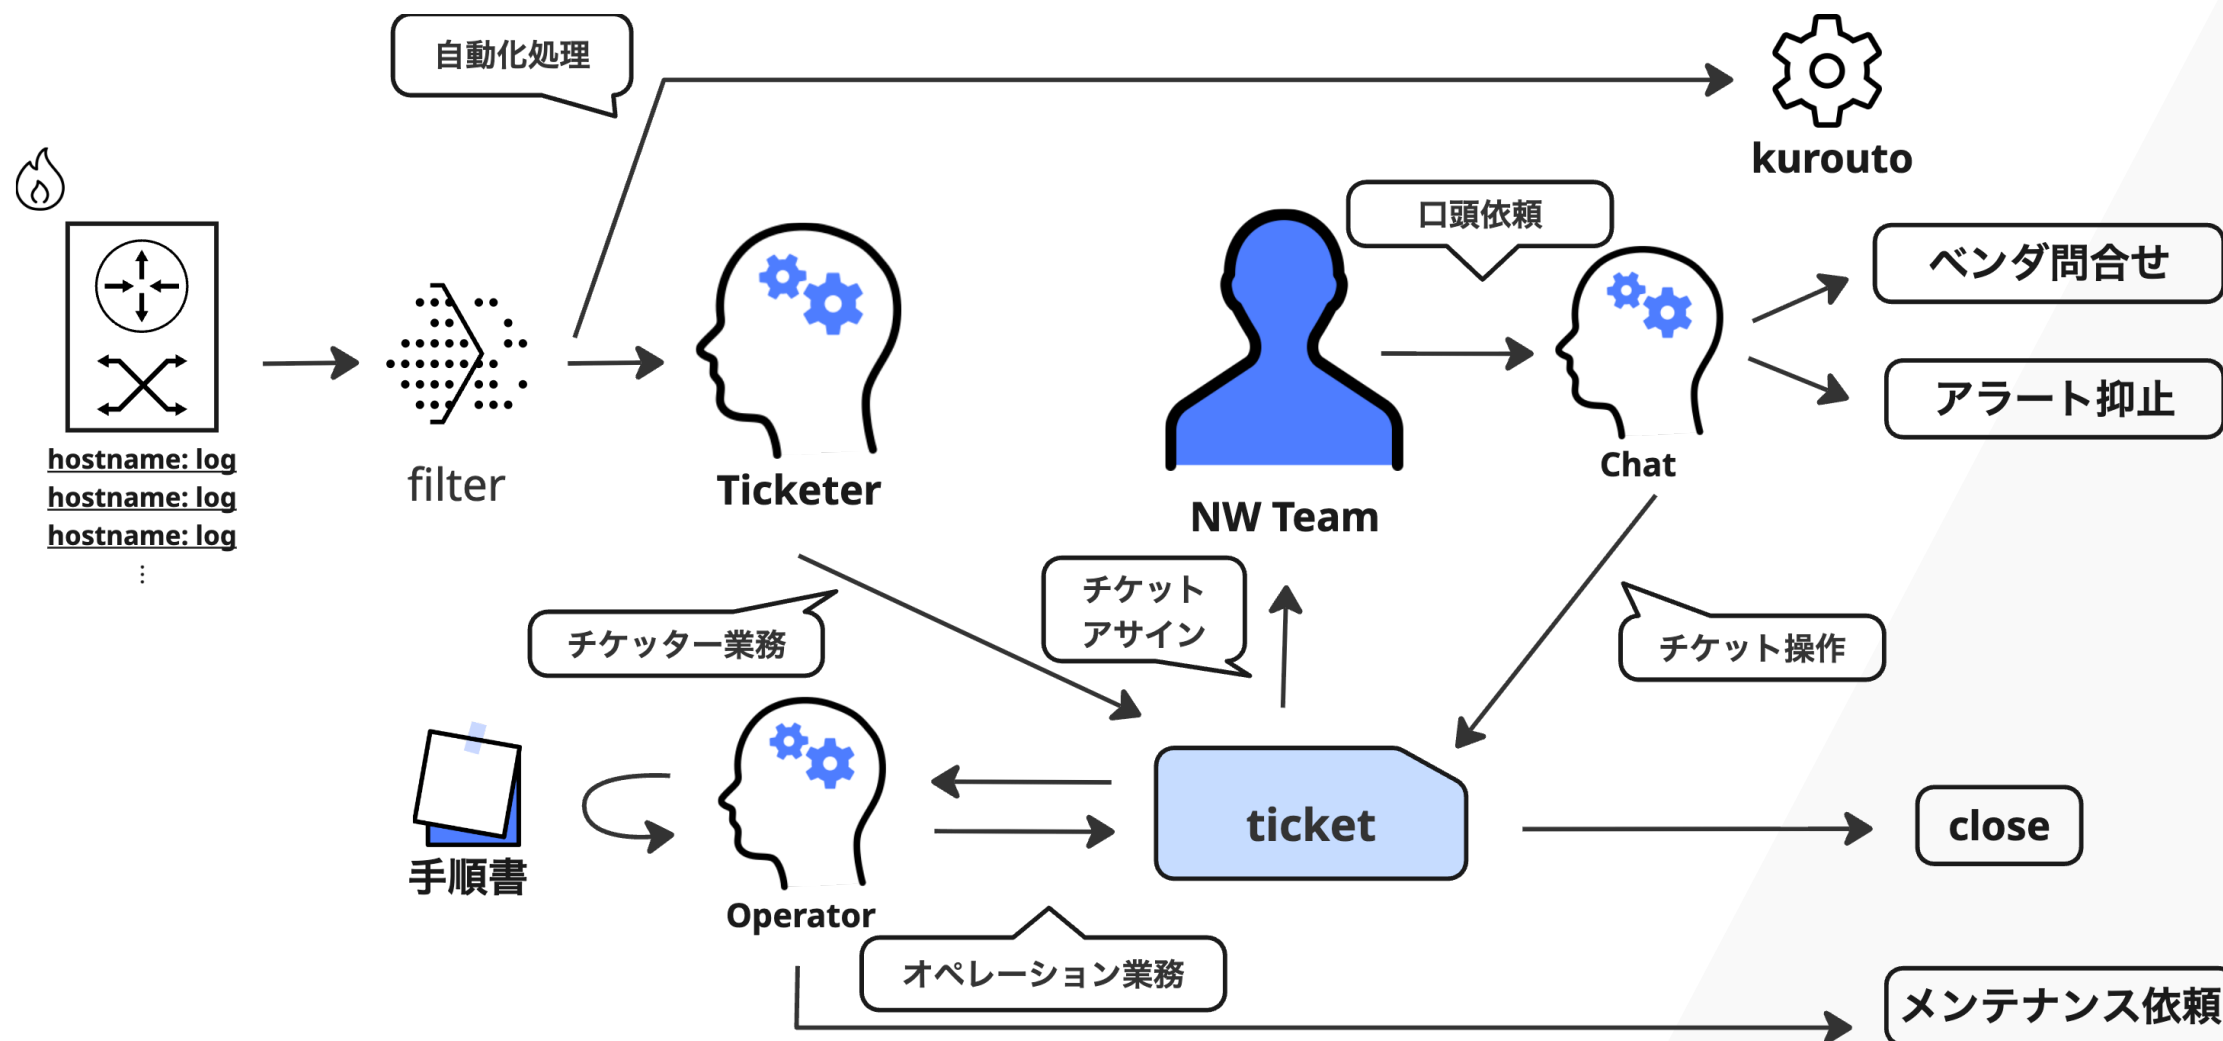 自動化処理
kurouto
口頭依頼
ベンダ問合せ
アラート抑止
hostname: log
hostname: log
hostname: log
⋮
filter
Ticketer
NW Team
Chat
チケッター業務
チケット
アサイン
チケット操作
手順書
Operator
ticket
close
オペレーション業務
メンテナンス依頼